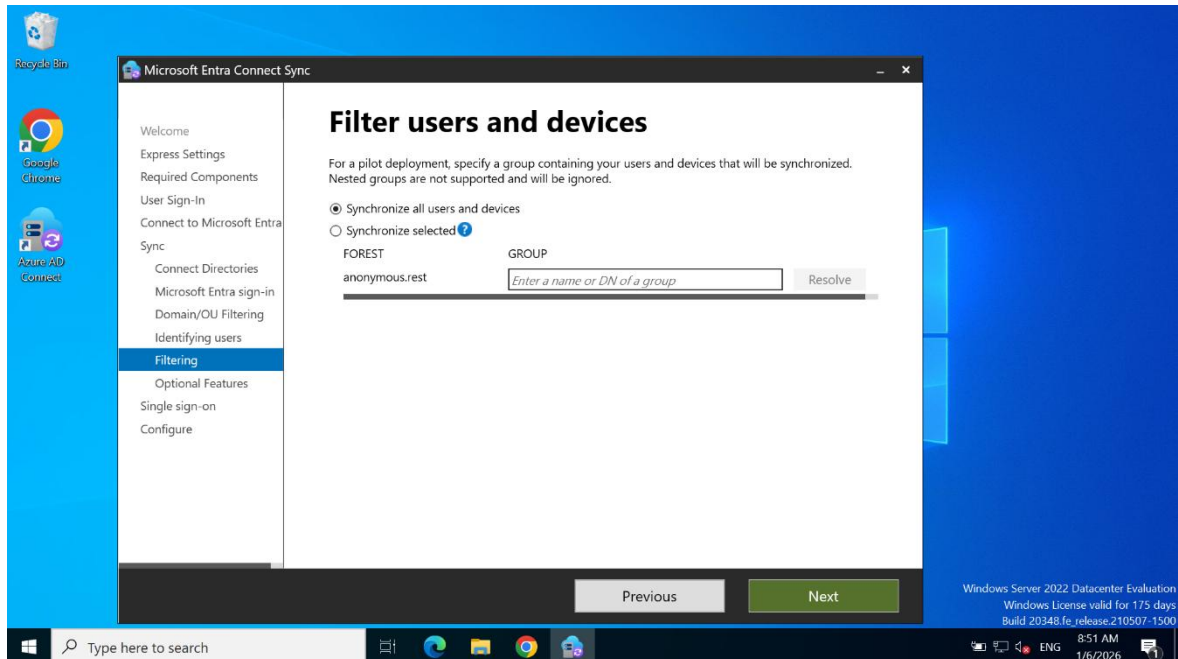 Recycle Bin
Google
Chrome
Azure AD
Connect
Microsoft Entra Connect Sync
Welcome
Express Settings
Required Components
User Sign-In
Connect to Microsoft Entra
Sync
Connect Directories
Microsoft Entra sign-in
Domain/OU Filtering
Identifying users
Filtering
Optional Features
Single sign-on
Configure
Filter users and devices
For a pilot deployment, specify a group containing your users and devices that will be synchronized.
Nested groups are not supported and will be ignored.
Synchronize all users and devices
Synchronize selected ?
FOREST GROUP
anonymous.rest Enter a name or DN of a group Resolve
Previous Next
Windows Server 2022 Datacenter Evaluation
Windows License valid for 175 days
Build 20348.fe_release.210507-1500
Type here to search
ENG
8:51 AM
1/6/2026
1